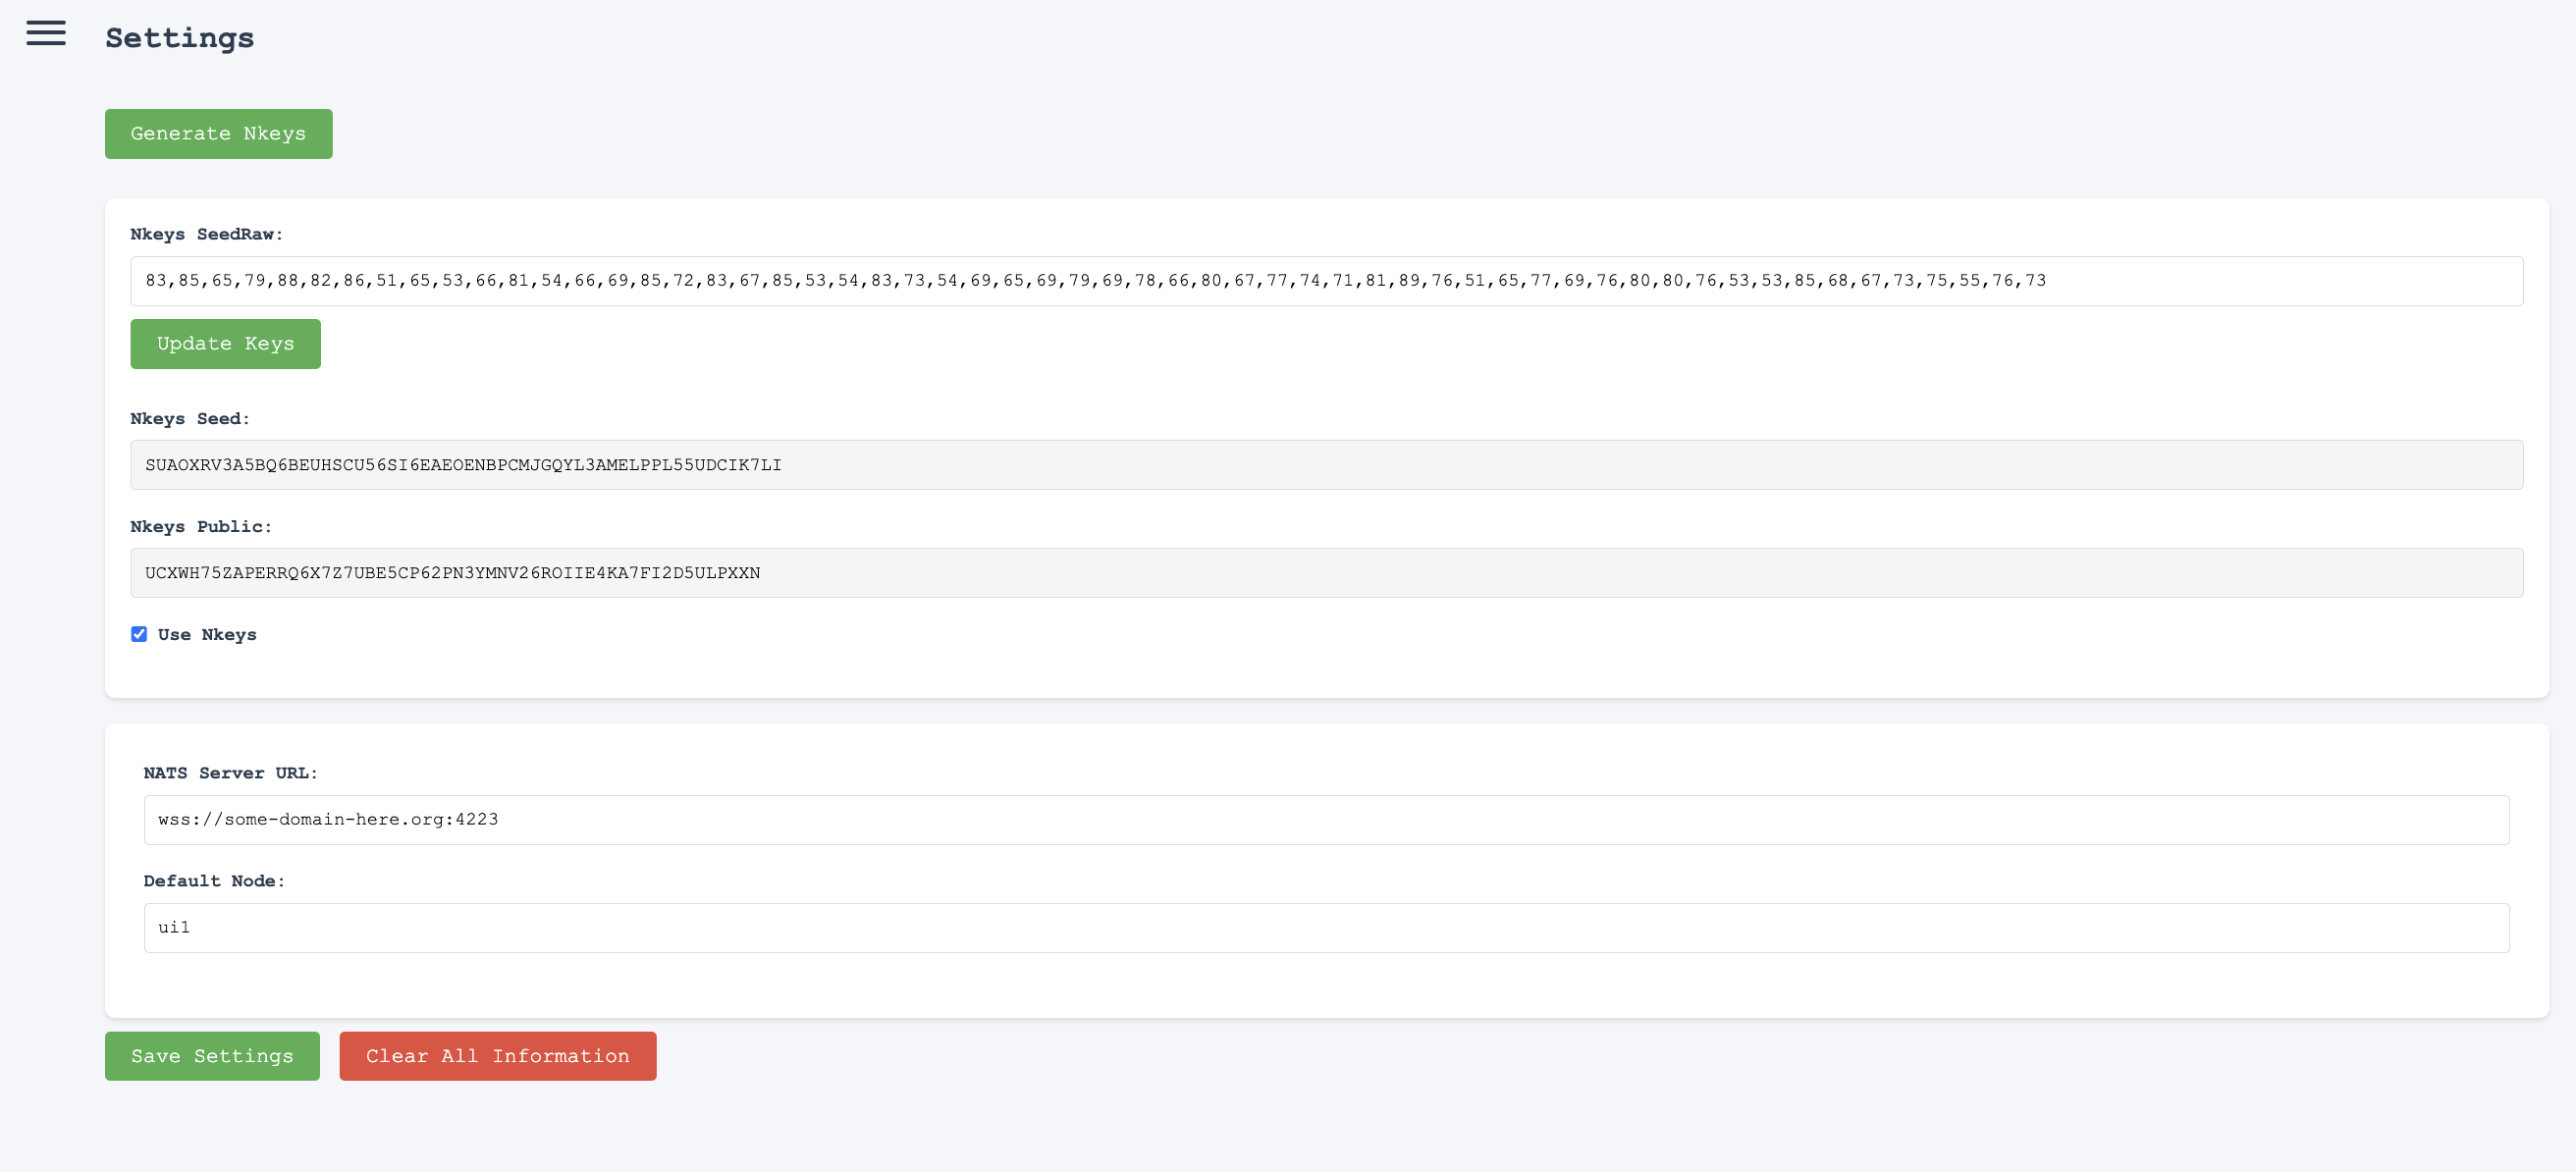 Settings
Generate Nkeys
Nkeys SeedRaw:
83,85,65,79,88,82,86,51,65,53,66,81,54,66,69,85,72,83,67,85,53,54,83,73,54,69,65,69,79,69,78,66,80,67,77,74,71,81,89,76,51,65,77,69,76,80,80,76,53,53,85,68,67,73,75,55,76,73
Update Keys
Nkeys Seed:
SUAOXRV3A5BQ6BEUHSCU56SI6EAEOENBPCMJGQYL3AMELPPL55UDCIK7LI
Nkeys Public:
UCXWH75ZAPERRQ6X7Z7UBE5CP62PN3YMNV26ROIIE4KA7FI2D5ULPXXN
Use Nkeys
NATS Server URL:
wss://some-domain-here.org:4223
Default Node:
ui1
Save Settings
Clear All Information